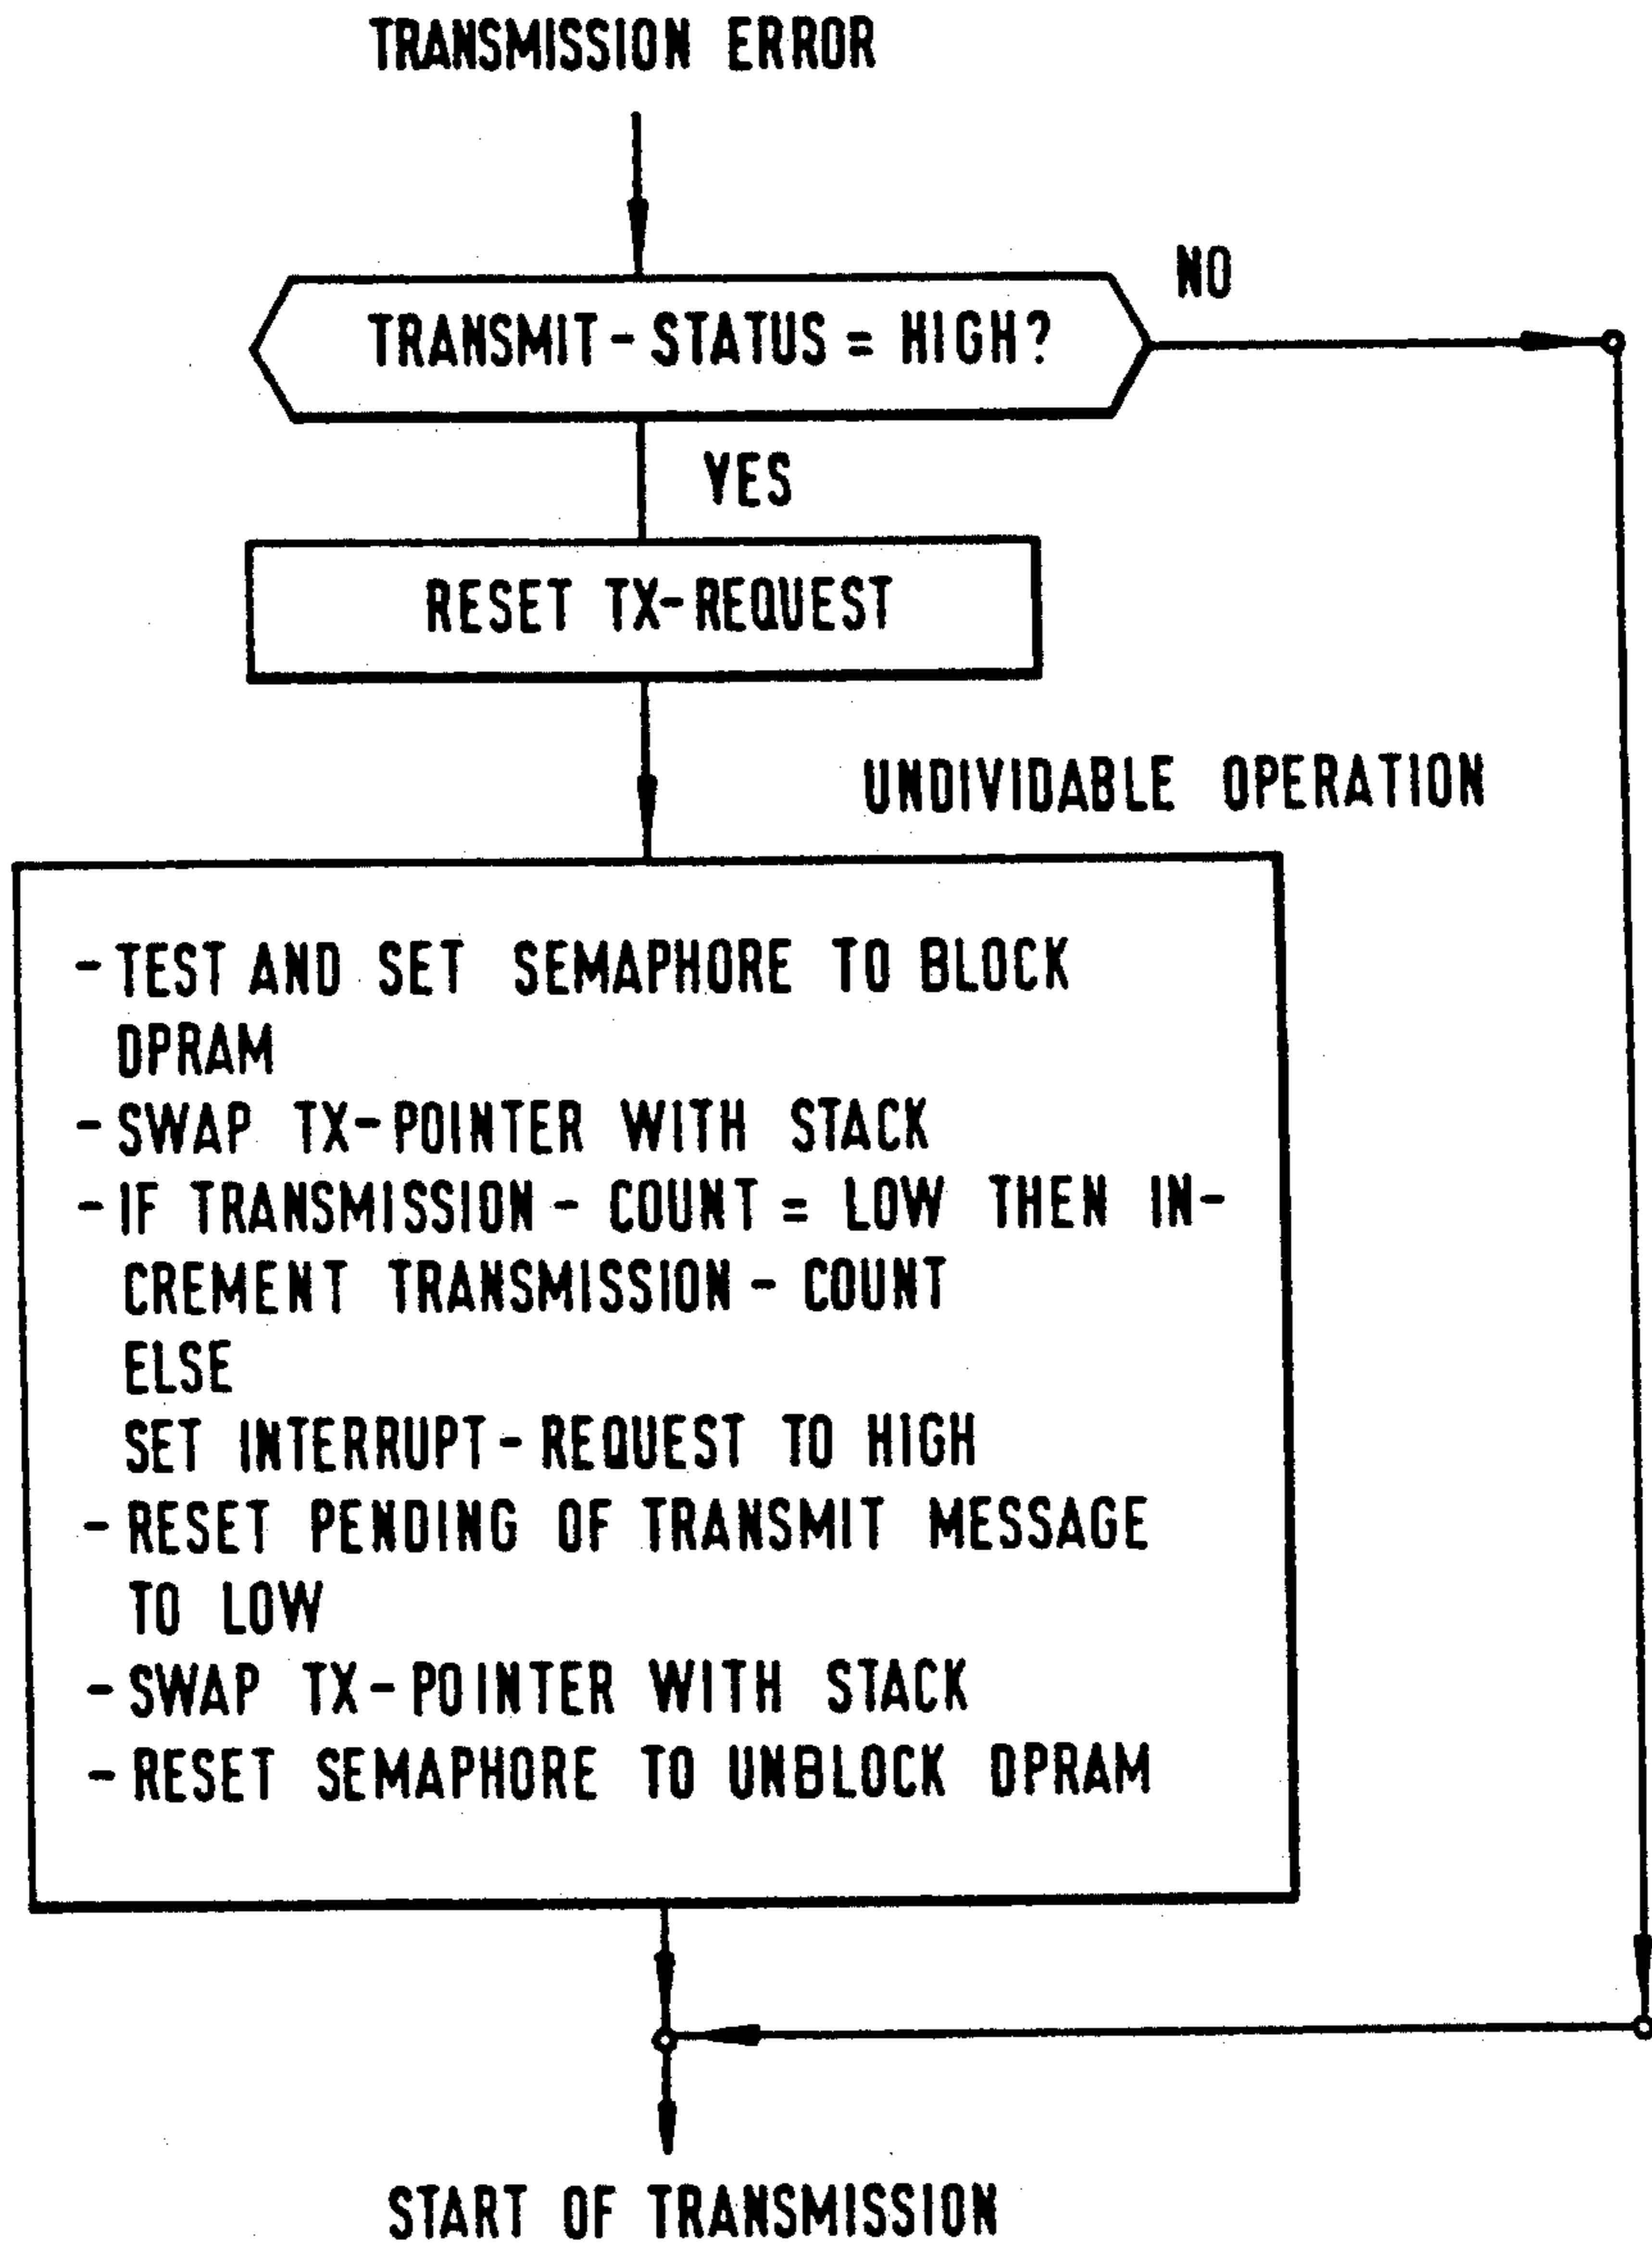 TRANSMISSION ERROR
TRANSMIT-STATUS = HIGH?
NO
YES
RESET TX-REQUEST
UNDIVIDABLE OPERATION
- TEST AND SET SEMAPHORE TO BLOCK
DPRAM
- SWAP TX-POINTER WITH STACK
- IF TRANSMISSION - COUNT = LOW THEN IN-
CREMENT TRANSMISSION - COUNT
ELSE
SET INTERRUPT-REQUEST TO HIGH
- RESET PENDING OF TRANSMIT MESSAGE
TO LOW
- SWAP TX-POINTER WITH STACK
- RESET SEMAPHORE TO UNBLOCK DPRAM
START OF TRANSMISSION